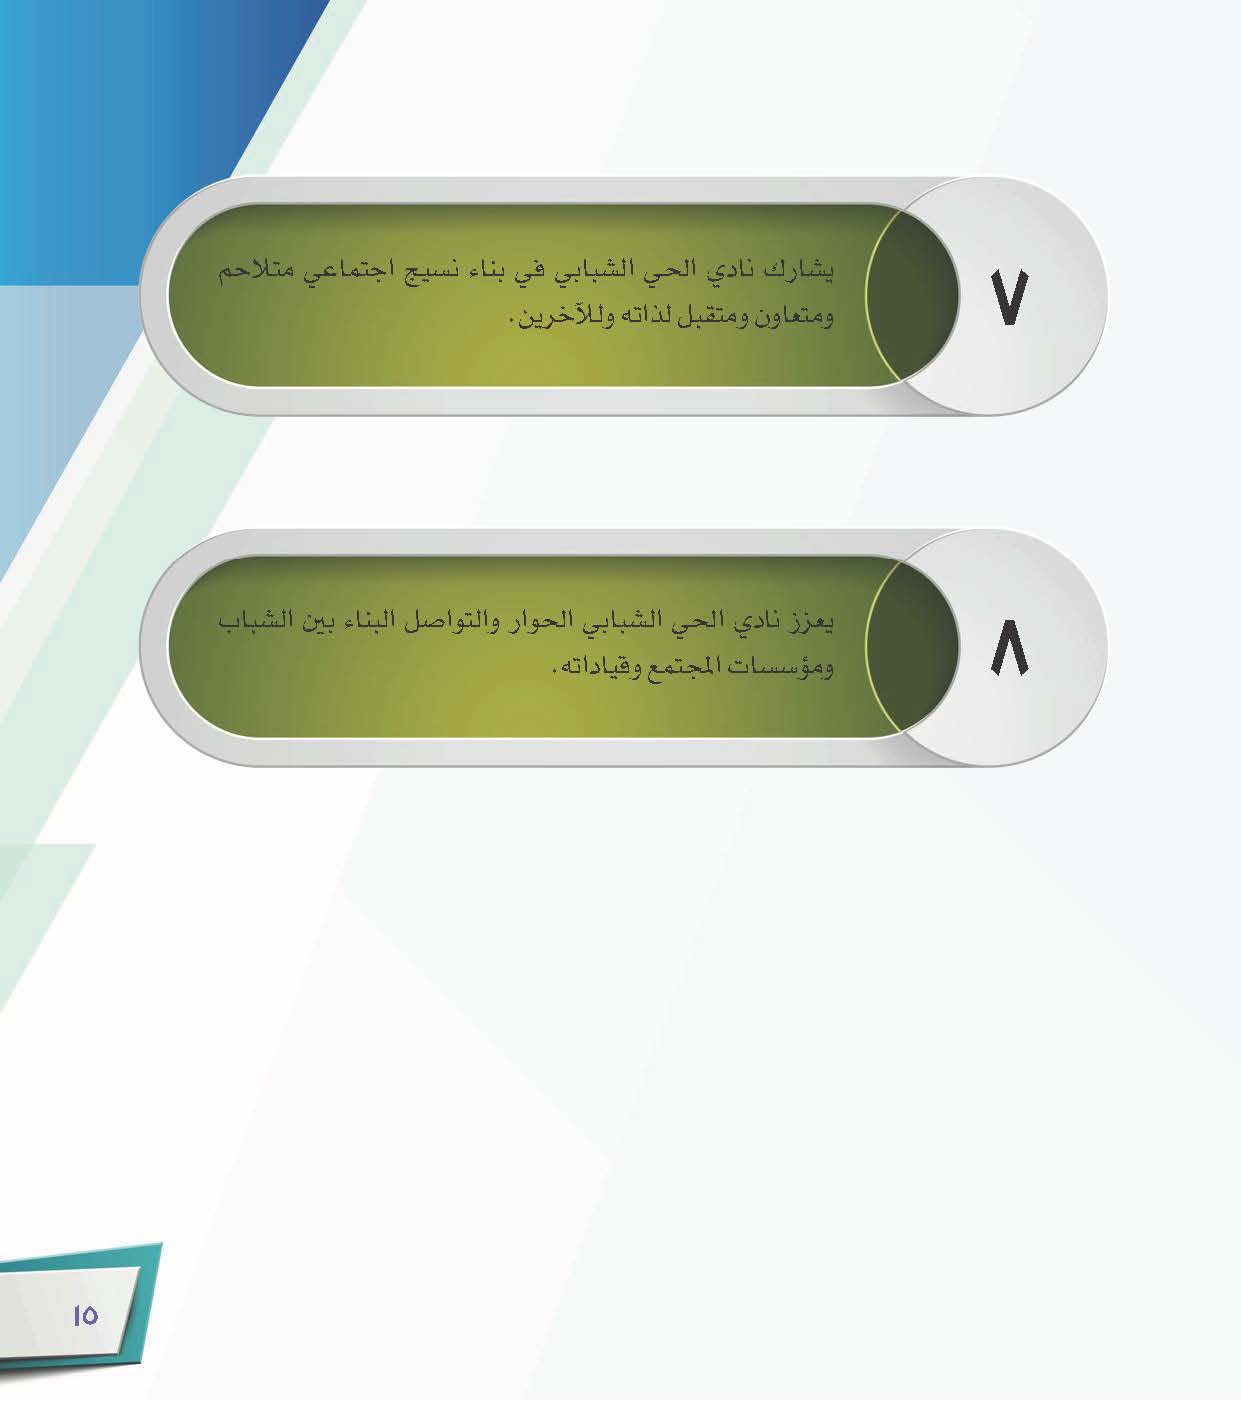 ٧
يشارك نادي الحي الشبابي في بناء نسيج اجتماعي متلاحم
ومتعاون ومتقبل لذاته وللآخرين.
٨
يعزز نادي الحي الشبابي الحوار والتواصل البناء بين الشباب
ومؤسسات المجتمع وقياداته.
١٥